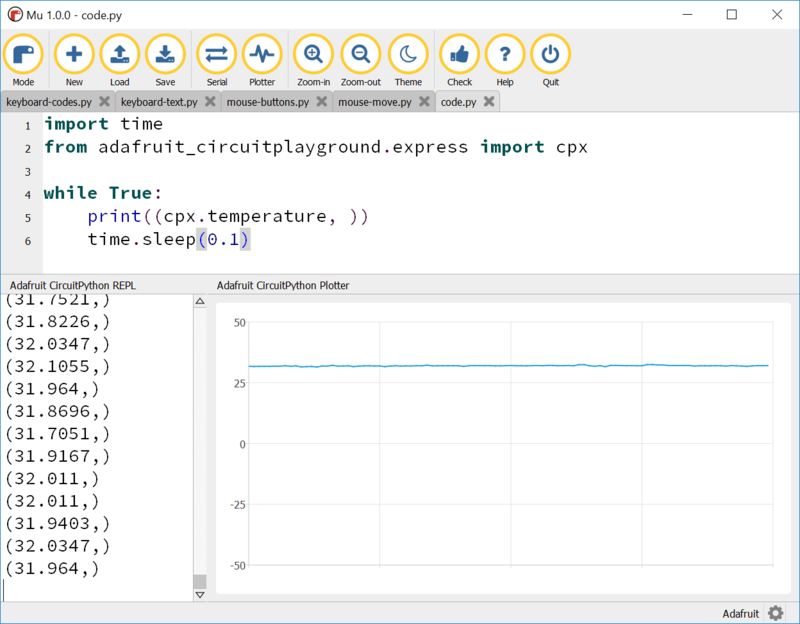 Mu 1.0.0 - code.py
Mode New Load Save Serial Plotter Zoom-in Zoom-out Theme Check Help Quit
keyboard-codes.py keyboard-text.py mouse-buttons.py mouse-move.py code.py
1 import time
2 from adafruit_circuitplayground.express import cpx
3
4 while True:
5 print((cpx.temperature, ))
6 time.sleep(0.1)
Adafruit CircuitPython REPL
(31.7521,)
(31.8226,)
(32.0347,)
(32.1055,)
(31.964,)
(31.8696,)
(31.7051,)
(31.9167,)
(32.011,)
(32.011,)
(31.9403,)
(32.0347,)
(31.964,)
Adafruit CircuitPython Plotter
50
25
0
-25
-50
Adafruit